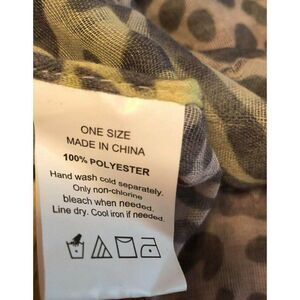 ONE SIZE
MADE IN CHINA
100% POLYESTER
Hand wash cold separately.
Only non-chlorine
bleach when needed.
Line dry. Cool iron if needed.